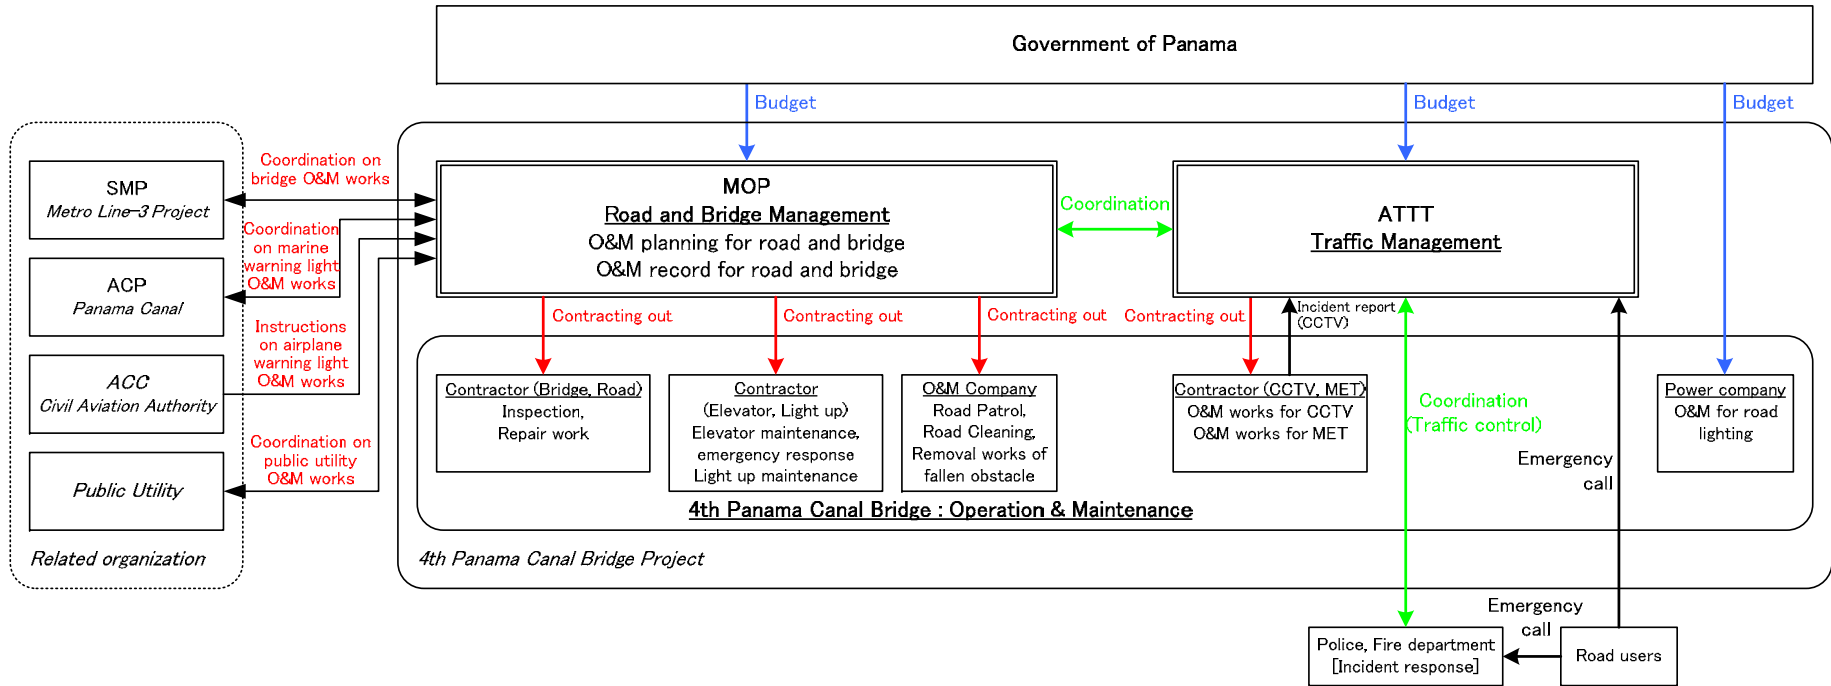 Government of Panama
Budget
Budget
Budget
SMP
Metro Line-3 Project
ACP
Panama Canal
ACC
Civil Aviation Authority
Public Utility
Related organization
Coordination on
bridge O&M works
Coordination
on marine
warning light
O&M works
Instructions
on airplane
warning light
O&M works
Coordination on
public utility
O&M works
MOP
Road and Bridge Management
O&M planning for road and bridge
O&M record for road and bridge
Coordination
ATTT
Traffic Management
Contracting out
Contracting out
Contracting out
Contracting out
Incident report
(CCTV)
Contractor (Bridge, Road)
Inspection,
Repair work
Contractor
(Elevator, Light up)
Elevator maintenance,
emergency response
Light up maintenance
O&M Company
Road Patrol,
Road Cleaning,
Removal works of
fallen obstacle
Contractor (CCTV, MET)
O&M works for CCTV
O&M works for MET
Coordination
(Traffic control)
Emergency
call
Power company
O&M for road
lighting
4th Panama Canal Bridge : Operation & Maintenance
4th Panama Canal Bridge Project
Emergency
call
Police, Fire department
[Incident response]
Road users